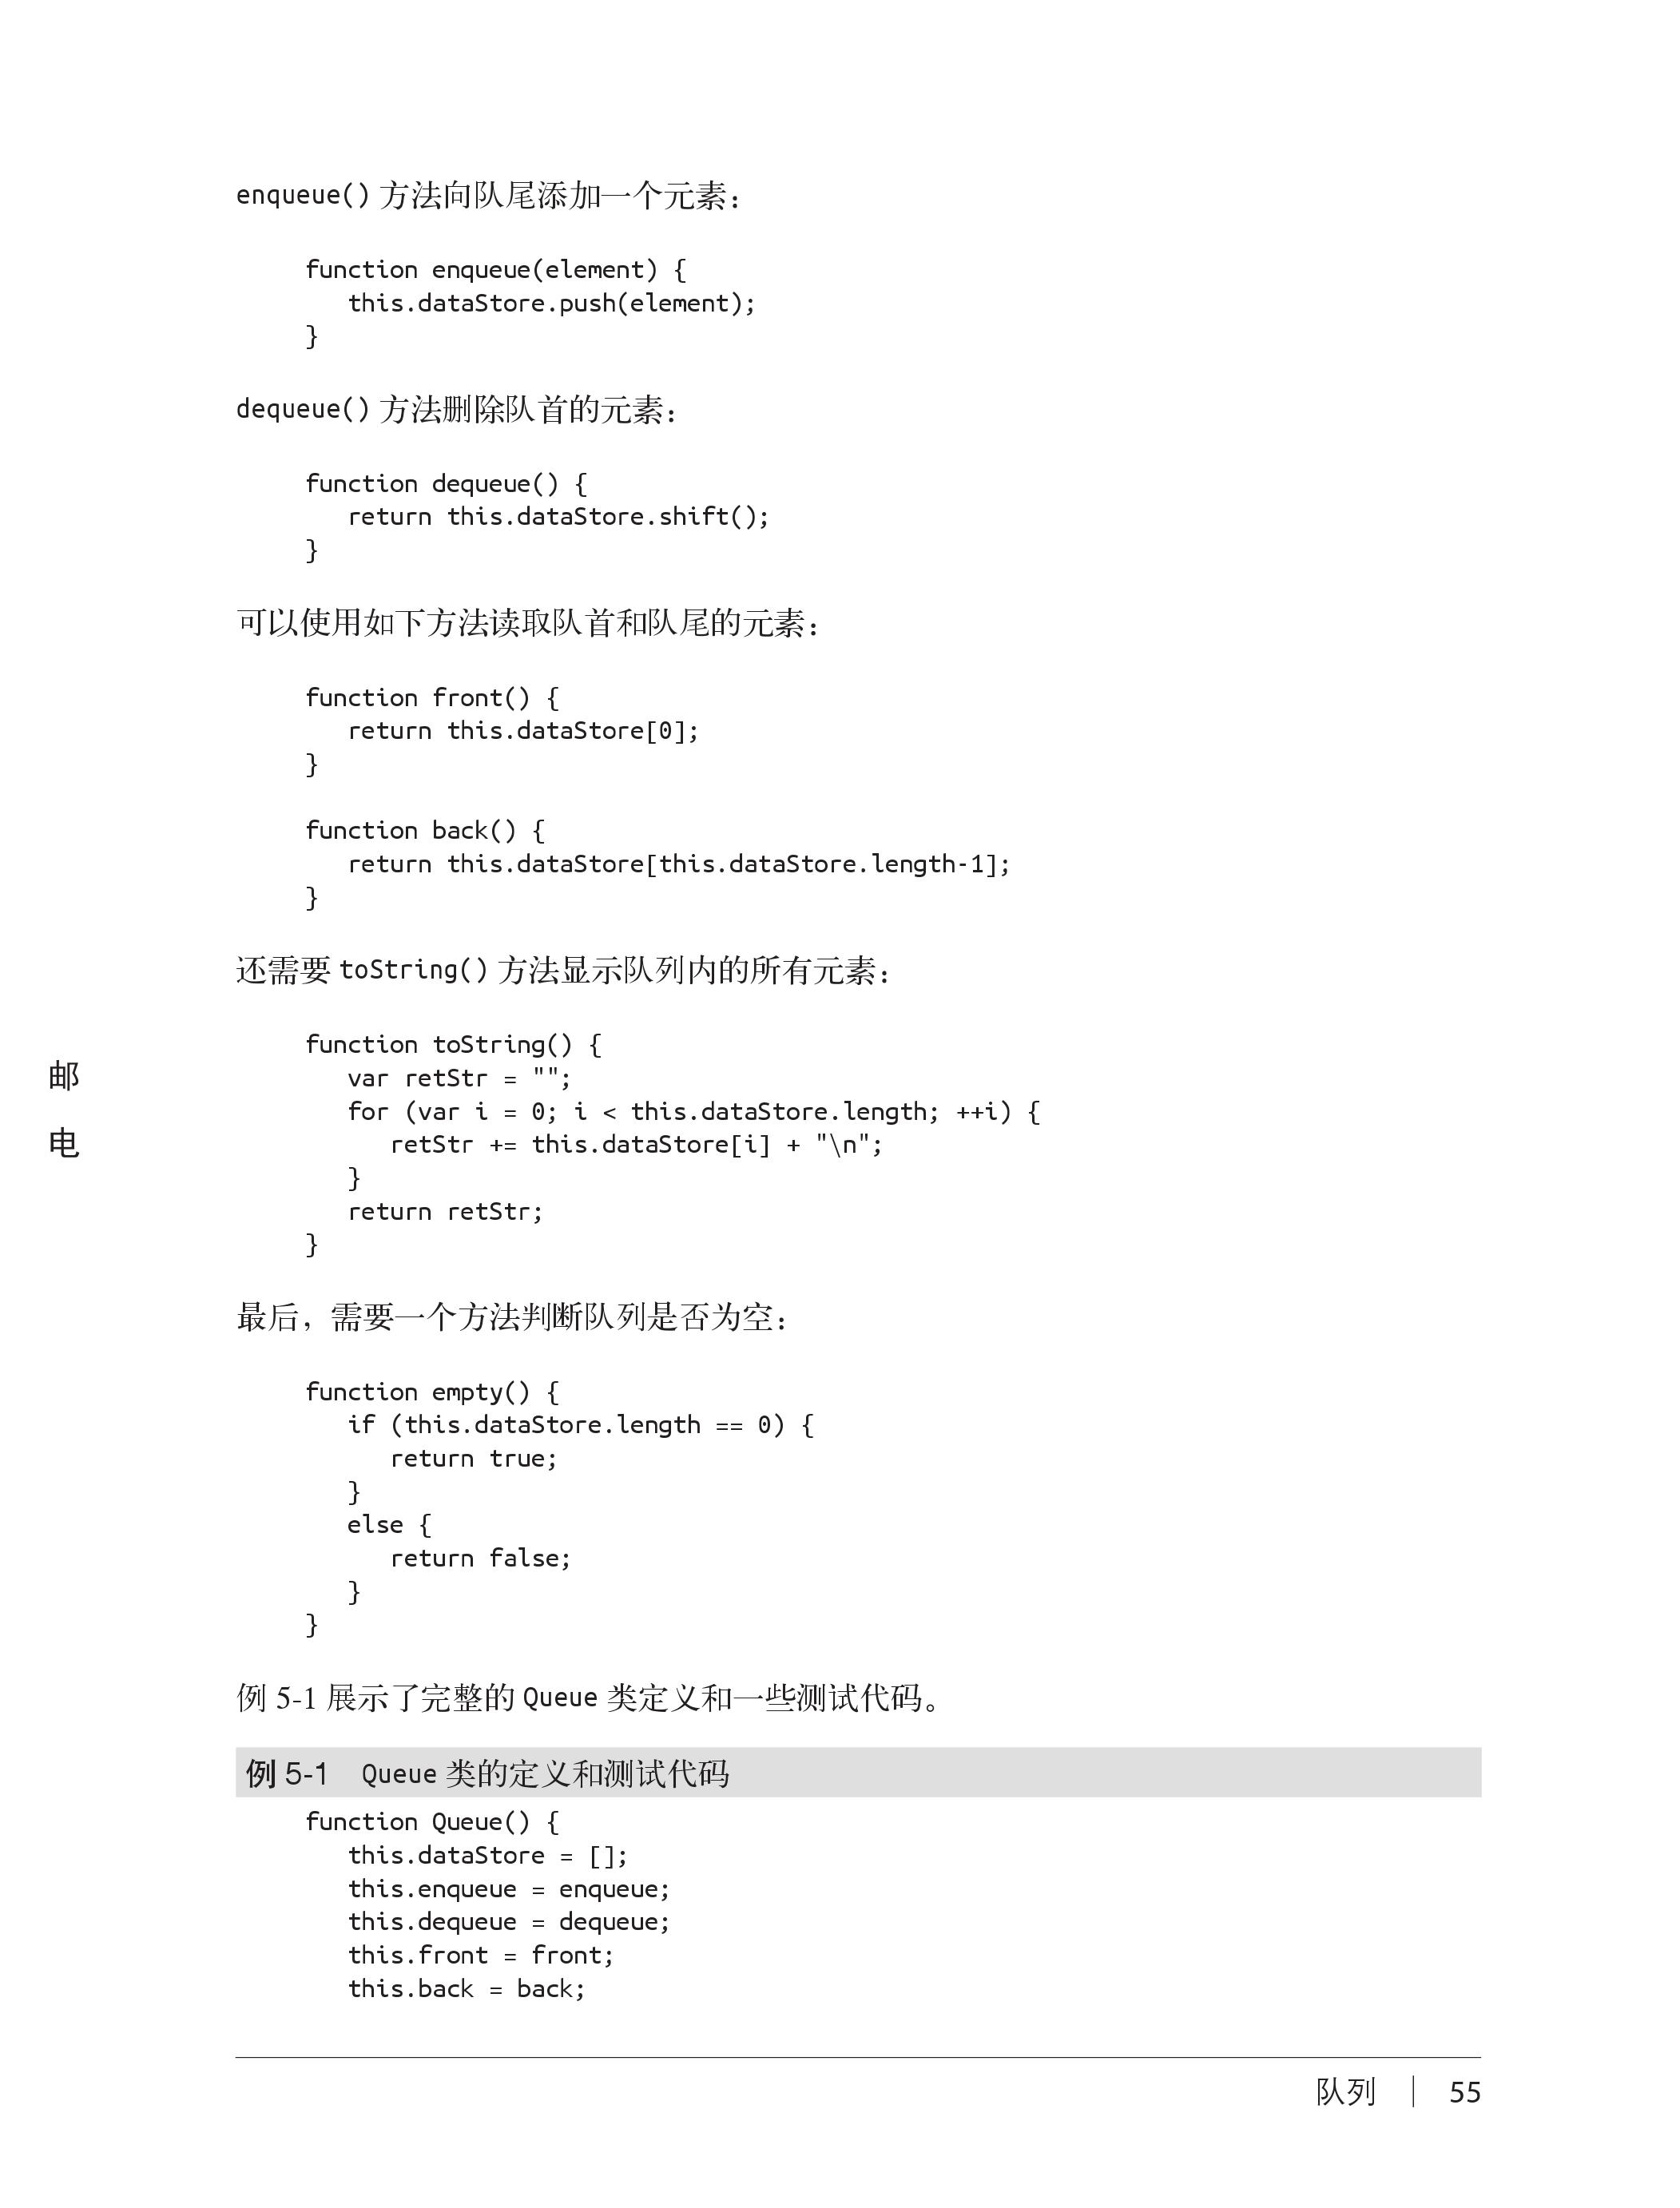 enqueue() 方法向队尾添加一个元素：
function enqueue(element) {
   this.dataStore.push(element);
}
dequeue() 方法删除队首的元素：
function dequeue() {
   return this.dataStore.shift();
}
可以使用如下方法读取队首和队尾的元素：
function front() {
   return this.dataStore[0];
}
function back() {
   return this.dataStore[this.dataStore.length-1];
}
还需要 toString() 方法显示队列内的所有元素：
function toString() {
   var retStr = "";
   for (var i = 0; i < this.dataStore.length; ++i) {
      retStr += this.dataStore[i] + "\n";
   }
   return retStr;
}
最后，需要一个方法判断队列是否为空：
function empty() {
   if (this.dataStore.length == 0) {
      return true;
   }
   else {
      return false;
   }
}
例 5-1 展示了完整的 Queue 类定义和一些测试代码。
例 5-1 Queue 类的定义和测试代码
function Queue() {
   this.dataStore = [];
   this.enqueue = enqueue;
   this.dequeue = dequeue;
   this.front = front;
   this.back = back;
队列 | 55
邮
电